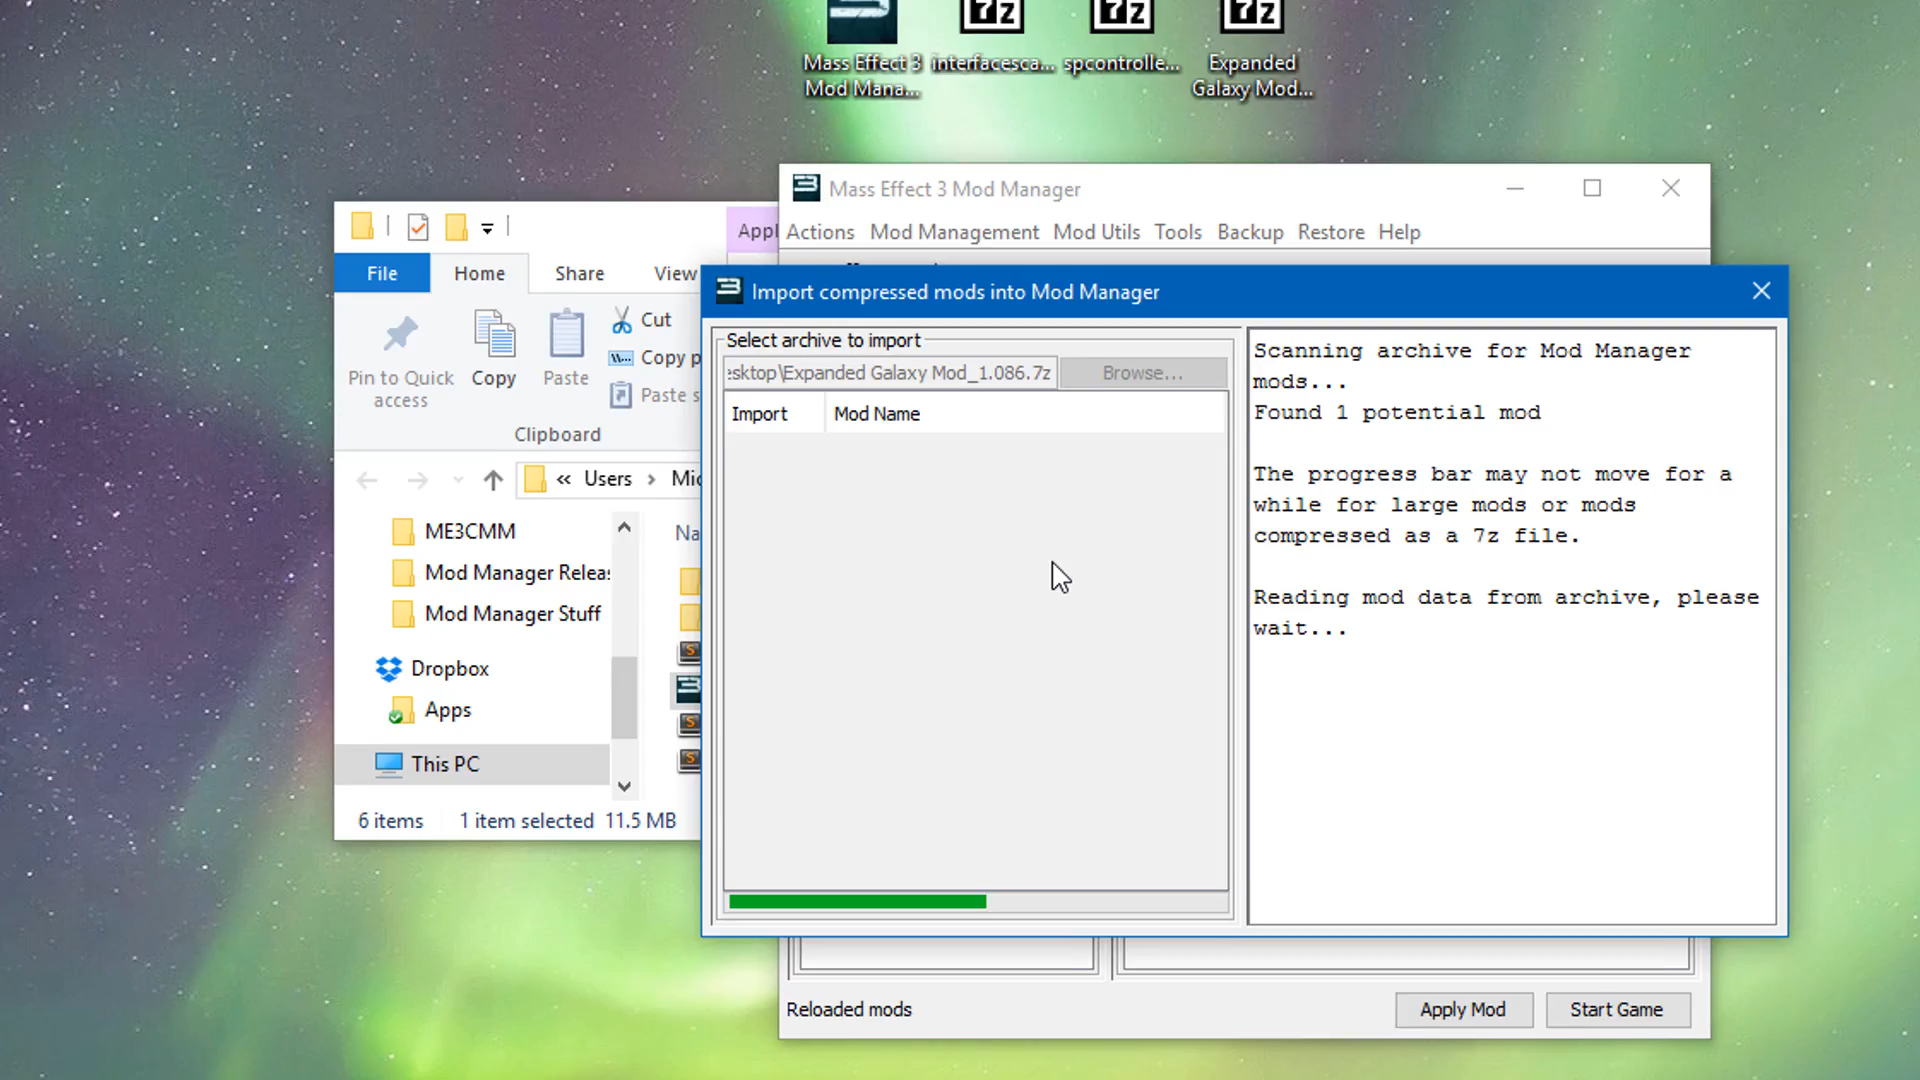 Mass Effect 3
Mod Mana...
interfacesca...
spcontrolle...
Expanded
Galaxy Mod...
Mass Effect 3 Mod Manager
Actions Mod Management Mod Utils Tools Backup Restore Help
Appl
File Home Share View
Import compressed mods into Mod Manager
Pin to Quick
access
Copy
Paste
Cut
Copy p
Paste s
Clipboard
Select archive to import
sktop\Expanded Galaxy Mod_1.086.7z
Browse...
Import Mod Name
Scanning archive for Mod Manager
mods...
Found 1 potential mod
The progress bar may not move for a
while for large mods or mods
compressed as a 7z file.
Reading mod data from archive, please
wait...
« Users > Mic
Na
ME3CMM
Mod Manager Releas
Mod Manager Stuff
Dropbox
Apps
This PC
6 items 1 item selected 11.5 MB
Reloaded mods
Apply Mod
Start Game